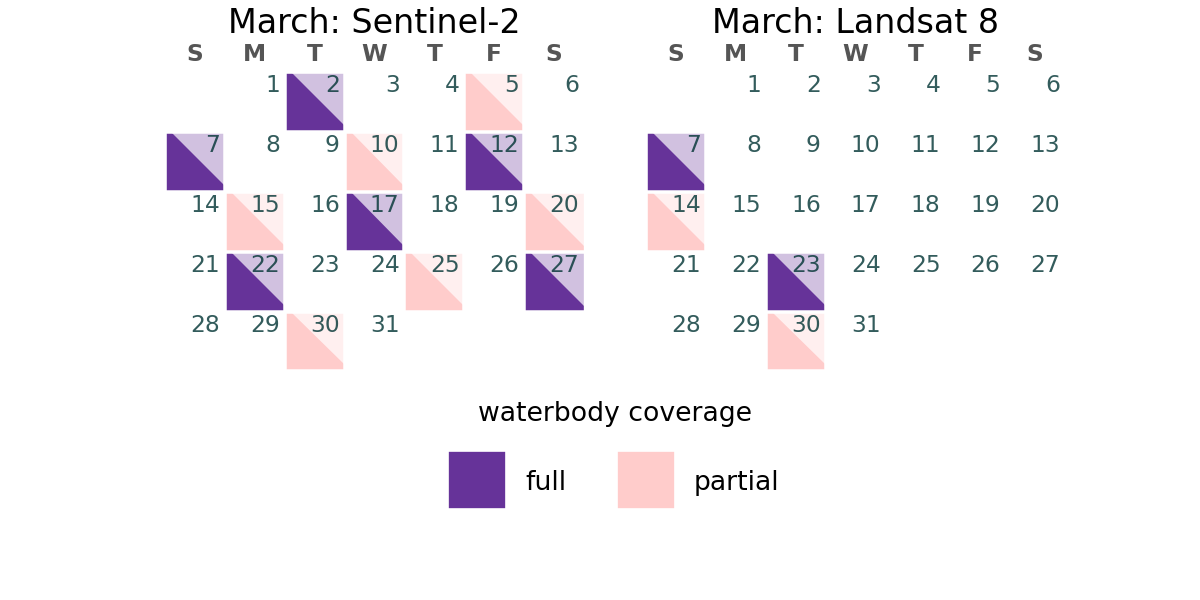 March: Sentinel-2
S M T W T F S
1 2 3 4 5 6
7 8 9 10 11 12 13
14 15 16 17 18 19 20
21 22 23 24 25 26 27
28 29 30 31
March: Landsat 8
S M T W T F S
1 2 3 4 5 6
7 8 9 10 11 12 13
14 15 16 17 18 19 20
21 22 23 24 25 26 27
28 29 30 31
waterbody coverage
full partial